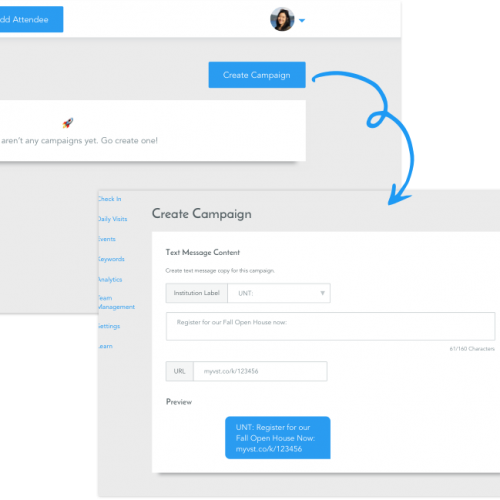 dd Attendee
Create Campaign
aren't any campaigns yet. Go create one!
Check In
Daily Visits
Events
Keywords
Analytics
Team
Management
Settings
Learn
Create Campaign
Text Message Content
Create text message copy for this campaign.
Institution Label
UNT:
Register for our Fall Open House now:
61/160 Characters
URL
myvst.co/k/123456
Preview
UNT: Register for our
Fall Open House Now:
myvst.co/k/123456